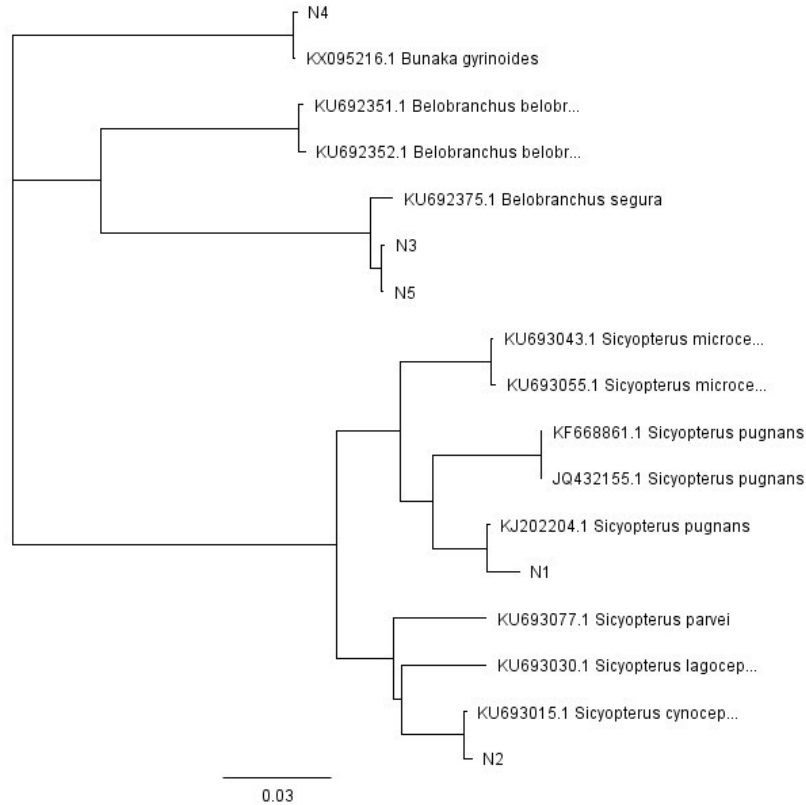 N4
KX095216.1 Bunaka gyrinoides
KU692351.1 Belobranchus belobr...
KU692352.1 Belobranchus belobr...
KU692375.1 Belobranchus segura
N3
N5
KU693043.1 Sicyopterus microce...
KU693055.1 Sicyopterus microce...
KF668861.1 Sicyopterus pugnans
JQ432155.1 Sicyopterus pugnans
KJ202204.1 Sicyopterus pugnans
N1
KU693077.1 Sicyopterus parvei
KU693030.1 Sicyopterus lagocep...
KU693015.1 Sicyopterus cynocep...
N2
0.03